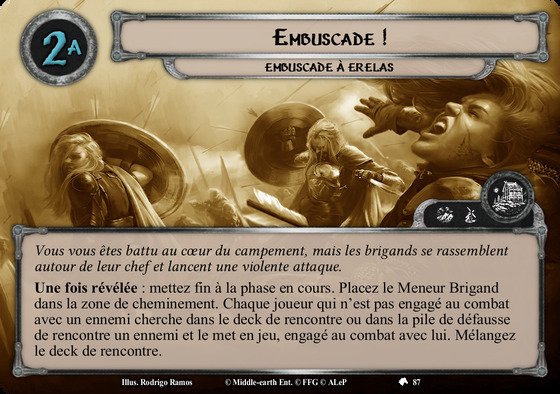 2A
Embuscade !
Embuscade à Erelas
Vous vous êtes battu au cœur du campement, mais les brigands se rassemblent
autour de leur chef et lancent une violente attaque.
Une fois révélée : mettez fin à la phase en cours. Placez le Meneur Brigand
dans la zone de cheminement. Chaque joueur qui n'est pas engagé au combat
avec un ennemi cherche dans le deck de rencontre ou dans la pile de défausse
de rencontre un ennemi et le met en jeu, engagé au combat avec lui. Mélangez
le deck de rencontre.
Illus. Rodrigo Ramos © Middle-earth Ent. © FFG © ALeP 87